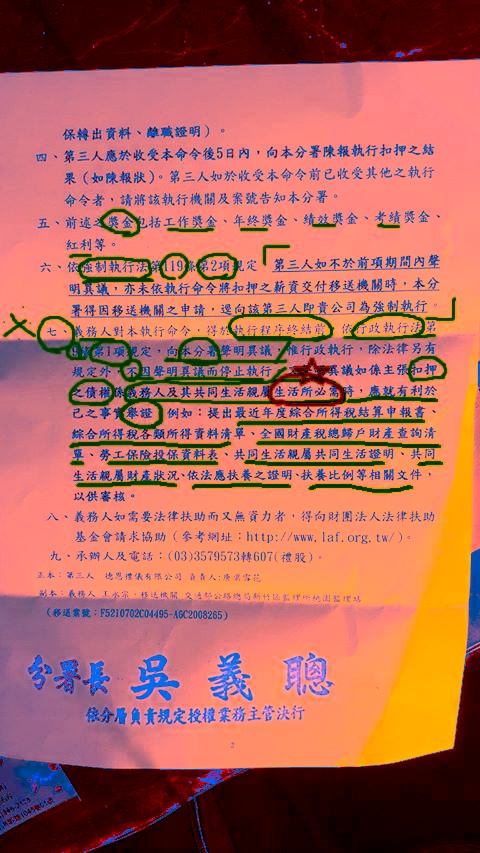 保轉出資料、離職證明)。
四、第三人應於收受本命令後5日內,向本分署陳報執行扣押之結
果(如陳報狀)。第三人如於收受本命令前已收受其他之執行
命令者,請將該執行機關及案號告知本分署。
五、前述之獎金包括工作獎金、年終獎金、績效獎金、考績獎金、
紅利等。
六、依強制執行法第119條第2項規定「第三人如不於前項期間內聲
明異議,亦未依執行命令將扣押之薪資交付移送機關時,本分
署得因移送機關之申請,逕向該第三人即貴公司為強制執行。
七、義務人對本執行命令,得於執行程序終結前,依行政執行法第
條第1項規定,向本分署聲明異議,惟行政執行,除法律另有
規定外,不因聲明異議而停止執行。異議如係主張扣押
之債權係義務人及其共同生活親屬生活所必需時,應就有利於
己之事實舉證,例如:提出最近年度綜合所得稅結算申報書、
綜合所得稅各類所得資料清單、全國財產稅總歸戶財產查詢清
單、勞工保險投保資料表、共同生活親屬共同生活證明、共同
生活親屬財產狀況、依法應扶養之證明、扶養比例等相關文件,
以供審核。
八、義務人如需要法律扶助而又無資力者,得向財團法人法律扶助
基金會請求協助(參考網址:http://www.laf.org.tw/)。
九、承辦人及電話:(03)3579573轉607(禮股)。
正本:第三人 德恩禮儀有限公司 負責人:唐葉雪花
副本:義務人 王永宗,移送機關 交通部公路總局新竹區監理所桃園監理站
(移送案號:F5210702C04495-AGC2008265)
分署長 吳義聰
依分層負責規定授權業務主管決行
2